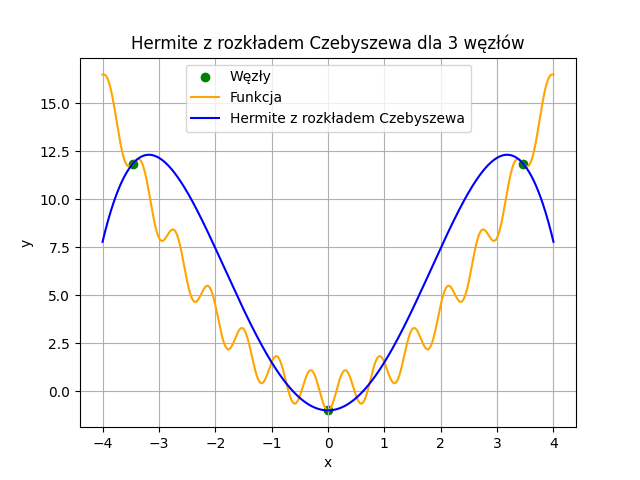 Hermite z rozkładem Czebyszewa dla 3 węzłów
Węzły
Funkcja
Hermite z rozkładem Czebyszewa
15.0
12.5
10.0
7.5
5.0
2.5
0.0
y
−4 −3 −2 −1 0 1 2 3 4
x